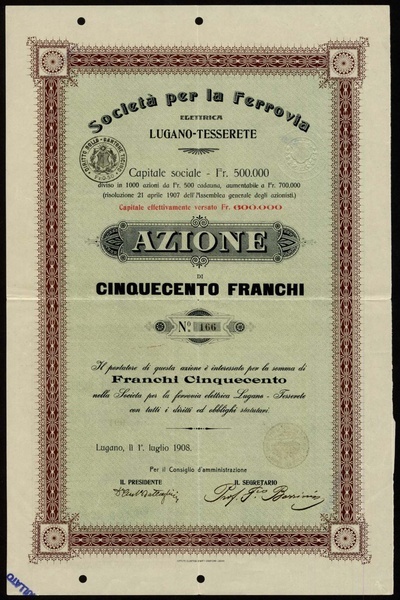 Società per la Ferrovia
ELETTRICA
LUGANO-TESSERETE
Capitale sociale - Fr. 500.000
diviso in 1000 azioni da Fr. 500 cadauna, aumentabile a Fr. 700.000
(risoluzione 21 aprile 1907 dell'Assemblea generale degli azionisti)
Capitale effettivamente versato Fr. 600.000
AZIONE
DI
CINQUECENTO FRANCHI
No. 166
Il portatore di questa azione è interessato per la somma di
Franchi Cinquecento
nella Società per la ferrovia elettrica Lugano - Tesserete
con tutti i diritti ed obblighi statutari.
Lugano, lì 1º. luglio 1908.
Per il Consiglio d'amministrazione
IL PRESIDENTE
IL SEGRETARIO